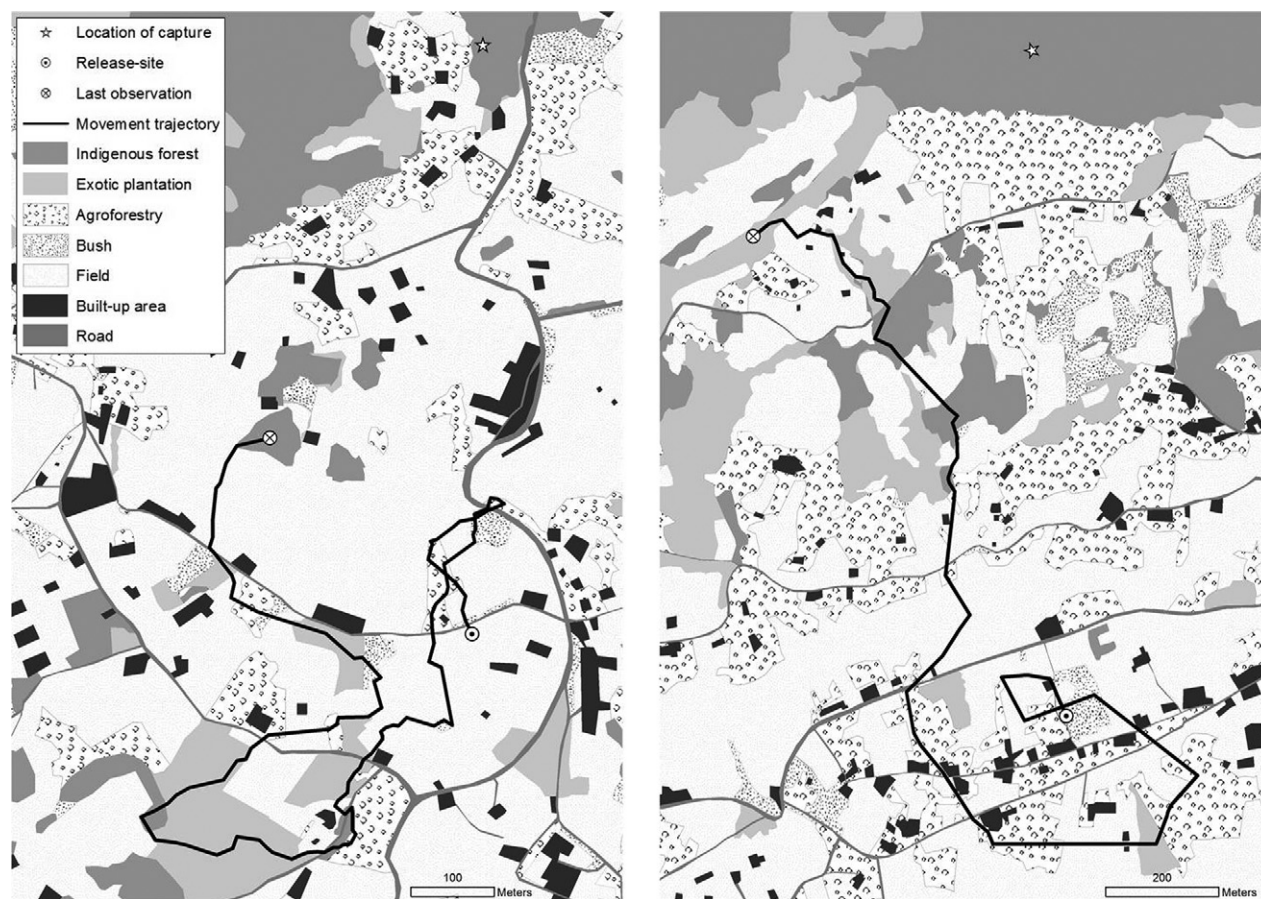 Location of capture
Release-site
Last observation
Movement trajectory
Indigenous forest
Exotic plantation
Agroforestry
Bush
Field
Built-up area
Road
100
Meters
200
Meters